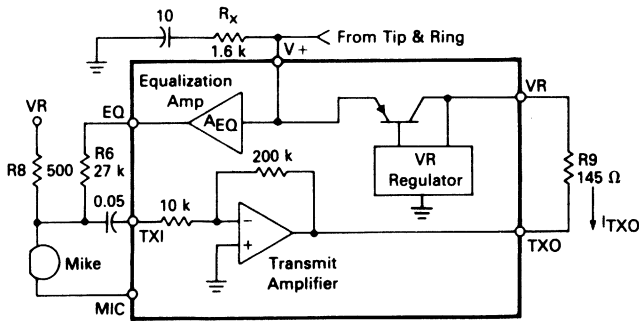 10
Rx
1.6 k
V +
From Tip & Ring
Equalization
Amp
VR
EQ
AEQ
VR
R8
500
R6
27 k
200 k
VR
Regulator
R9
145 Ω
0.05
10 k
TXI
−
+
ITXO
TXO
Mike
Transmit
Amplifier
MIC